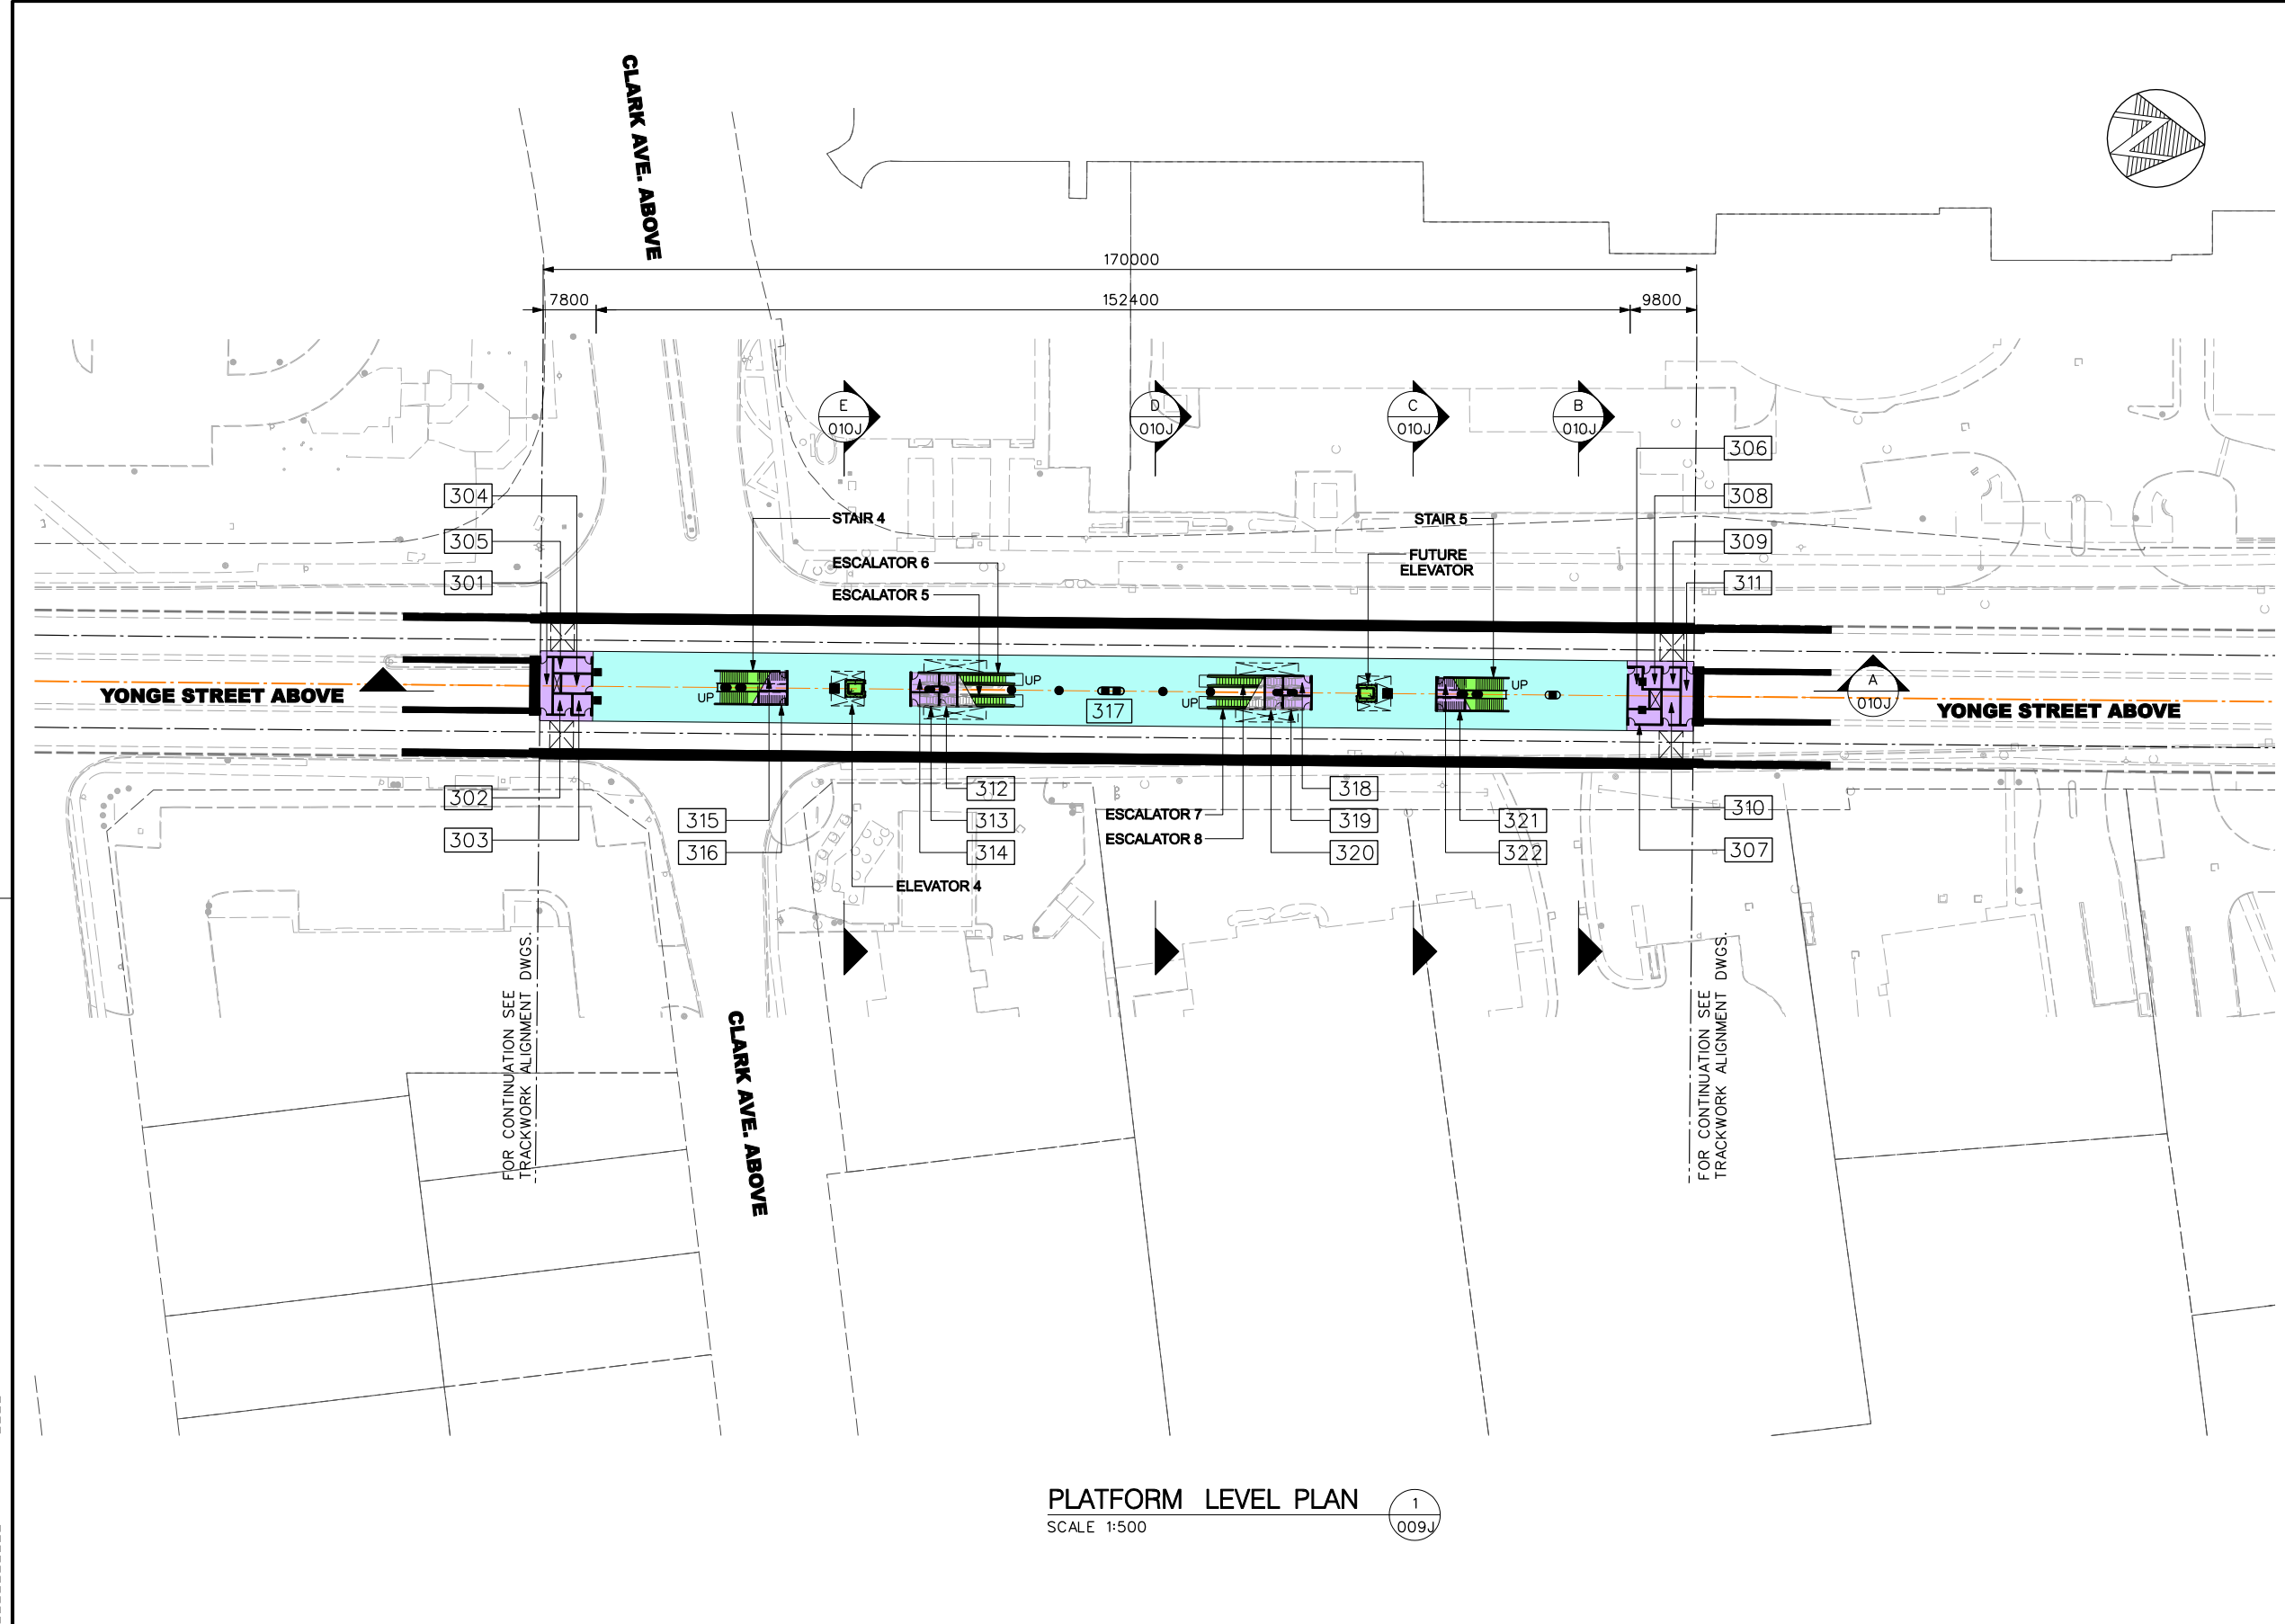 CLARK AVE. ABOVE
170000
7800
152400
9800
E
010J
D
010J
C
010J
B
010J
306
304
308
STAIR 4
STAIR 5
305
309
FUTURE
ELEVATOR
ESCALATOR 6
301
311
ESCALATOR 5
YONGE STREET ABOVE
UP
UP
UP
UP
317
A
010J
YONGE STREET ABOVE
302
312
318
310
315
313
ESCALATOR 7
319
321
303
ESCALATOR 8
316
314
320
322
307
ELEVATOR 4
FOR CONTINUATION SEE
TRACKWORK ALIGNMENT DWGS.
FOR CONTINUATION SEE
TRACKWORK ALIGNMENT DWGS.
CLARK AVE. ABOVE
PLATFORM LEVEL PLAN
1
009J
SCALE 1:500